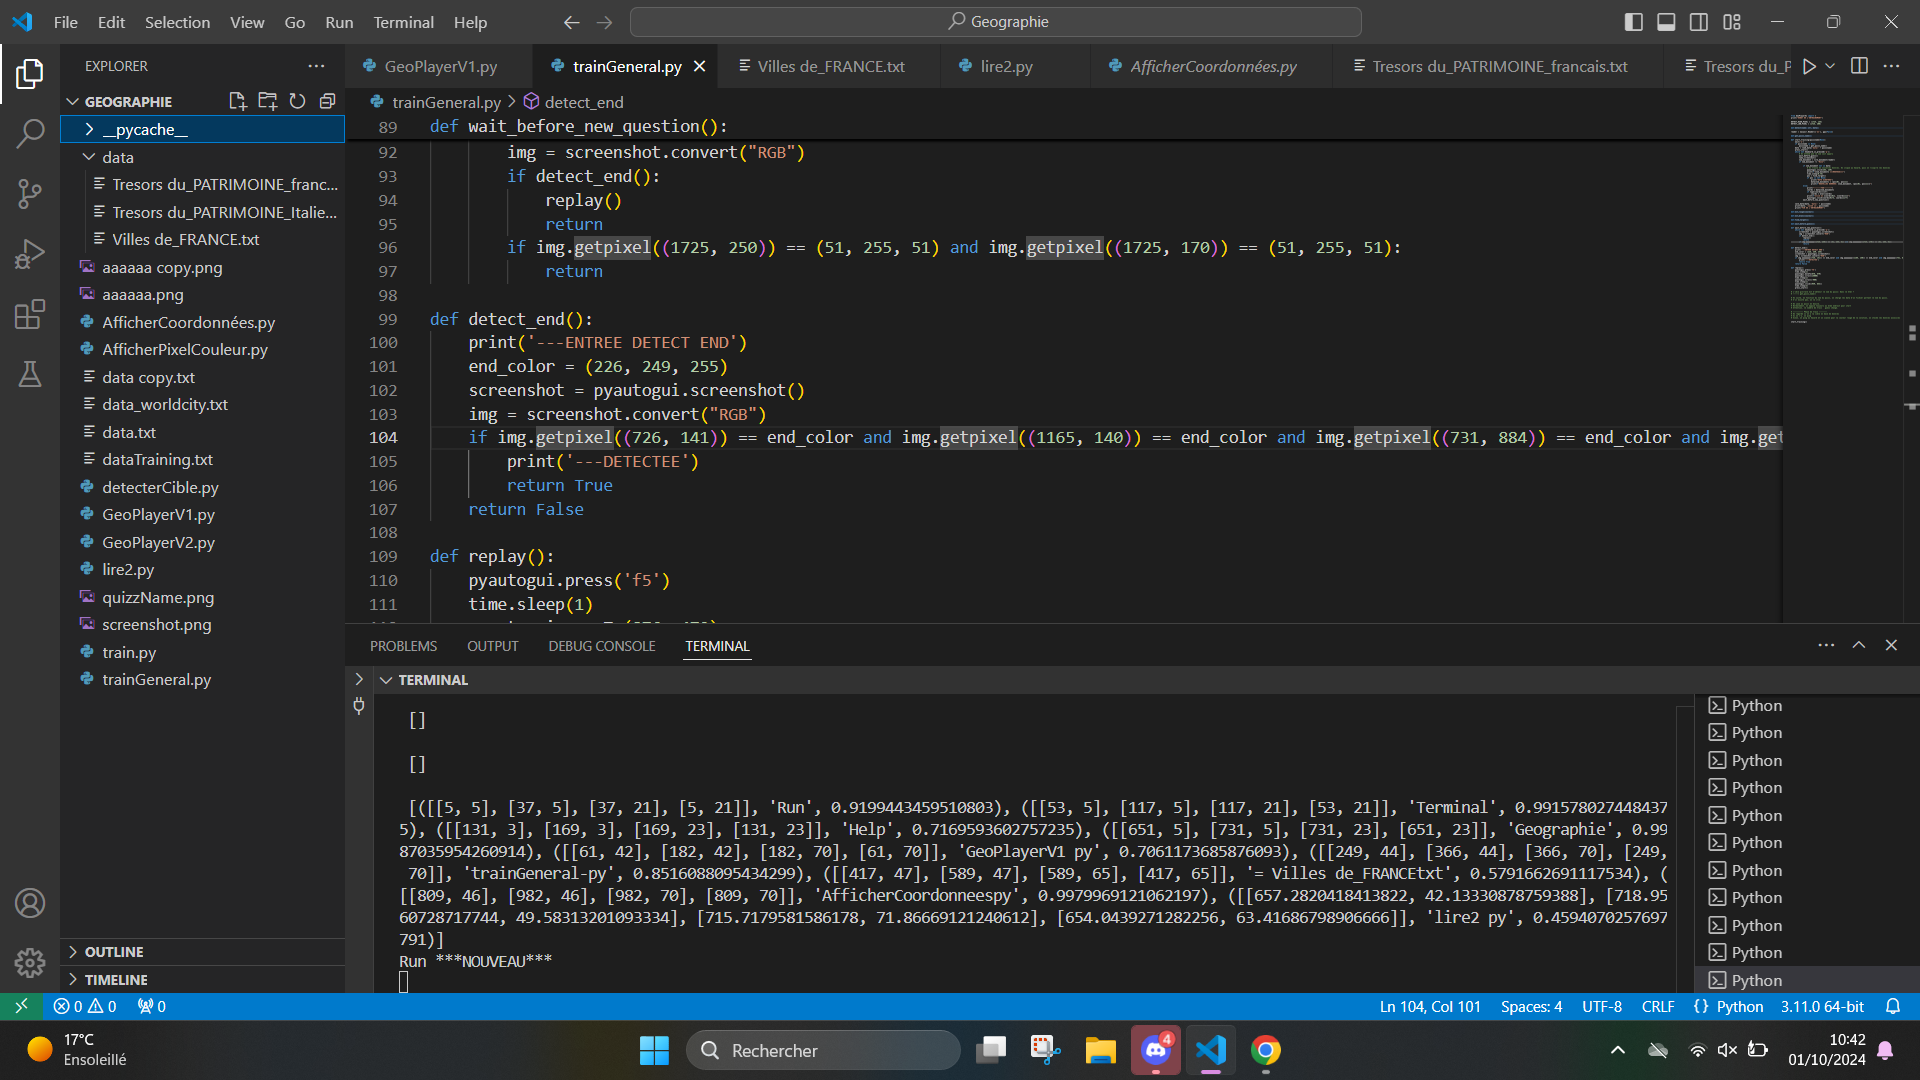 File Edit Selection View Go Run Terminal Help
Geographie
EXPLORER
GEOGRAPHIE
__pycache__
data
Tresors du_PATRIMOINE_franc...
Tresors du_PATRIMOINE_Italie...
Villes de_FRANCE.txt
aaaaaa copy.png
aaaaaa.png
AfficherCoordonnées.py
AfficherPixelCouleur.py
data copy.txt
data_worldcity.txt
data.txt
dataTraining.txt
detecterCible.py
GeoPlayerV1.py
GeoPlayerV2.py
lire2.py
quizzName.png
screenshot.png
train.py
trainGeneral.py
OUTLINE
TIMELINE
GeoPlayerV1.py trainGeneral.py Villes de_FRANCE.txt lire2.py AfficherCoordonnées.py Tresors du_PATRIMOINE_francais.txt Tresors du_P
trainGeneral.py > detect_end
89 def wait_before_new_question():
92 img = screenshot.convert("RGB")
93 if detect_end():
94 replay()
95 return
96 if img.getpixel((1725, 250)) == (51, 255, 51) and img.getpixel((1725, 170)) == (51, 255, 51):
97 return
98
99 def detect_end():
100 print('---ENTREE DETECT END')
101 end_color = (226, 249, 255)
102 screenshot = pyautogui.screenshot()
103 img = screenshot.convert("RGB")
104 if img.getpixel((726, 141)) == end_color and img.getpixel((1165, 140)) == end_color and img.getpixel((731, 884)) == end_color and img.get
105 print('---DETECTEE')
106 return True
107 return False
108
109 def replay():
110 pyautogui.press('f5')
111 time.sleep(1)
PROBLEMS OUTPUT DEBUG CONSOLE TERMINAL
TERMINAL
[]
[]
[([[5, 5], [37, 5], [37, 21], [5, 21]], 'Run', 0.9199443459510803), ([[53, 5], [117, 5], [117, 21], [53, 21]], 'Terminal', 0.991578027448437
5), ([[131, 3], [169, 3], [169, 23], [131, 23]], 'Help', 0.7169593602757235), ([[651, 5], [731, 5], [731, 23], [651, 23]], 'Geographie', 0.99
87035954260914), ([[61, 42], [182, 42], [182, 70], [61, 70]], 'GeoPlayerV1 py', 0.7061173685876093), ([[249, 44], [366, 44], [366, 70], [249,
70]], 'trainGeneral-py', 0.8516088095434299), ([[417, 47], [589, 47], [589, 65], [417, 65]], '= Villes de_FRANCEtxt', 0.5791662691117534), (
[[809, 46], [982, 46], [982, 70], [809, 70]], 'AfficherCoordonneespy', 0.9979969121062197), ([[657.2820418413822, 42.13330878759388], [718.95
60728717744, 49.58313201093334], [715.7179581586178, 71.86669121240612], [654.0439271282256, 63.41686798906666]], 'lire2 py', 0.4594070257697
791)]
Run ***NOUVEAU***
Python
Python
Python
Python
Python
Python
Python
Python
Python
Python
Python
0 0 0
Ln 104, Col 101 Spaces: 4 UTF-8 CRLF {} Python 3.11.0 64-bit
17°C
Ensoleillé
Rechercher
4
10:42
01/10/2024